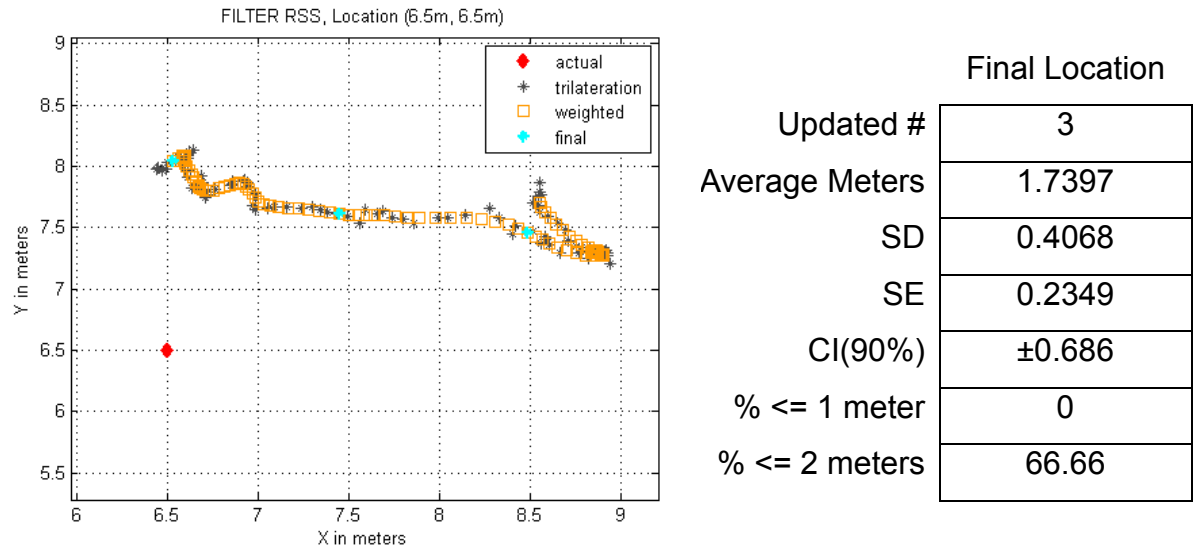 FILTER RSS, Location (6.5m, 6.5m)
9
8.5
8
7.5
7
6.5
6
5.5
Y in meters
6 6.5 7 7.5 8 8.5 9
X in meters
actual
trilateration
weighted
final
Final Location
Updated # 3
Average Meters 1.7397
SD 0.4068
SE 0.2349
CI(90%) ±0.686
% <= 1 meter 0
% <= 2 meters 66.66